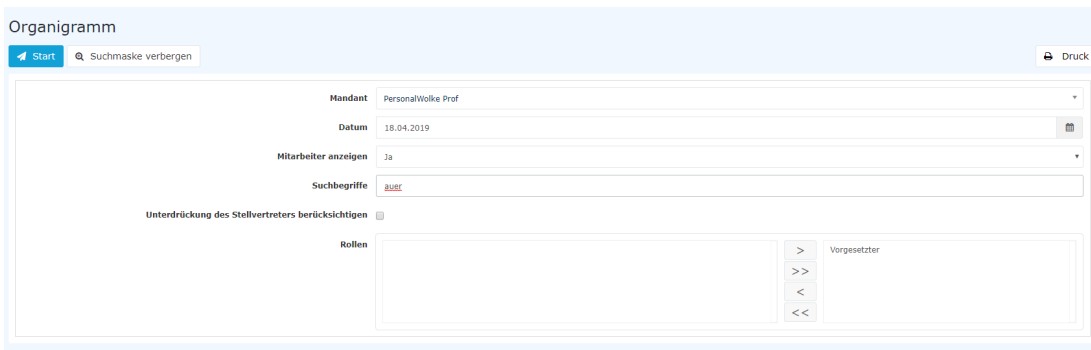 Organigramm
Start Suchmaske verbergen Druck
Mandant PersonalWolke Prof
Datum 18.04.2019
Mitarbeiter anzeigen Ja
Suchbegriffe auer
Unterdrückung des Stellvertreters berücksichtigen
Rollen > Vorgesetzter
>>
<
<<